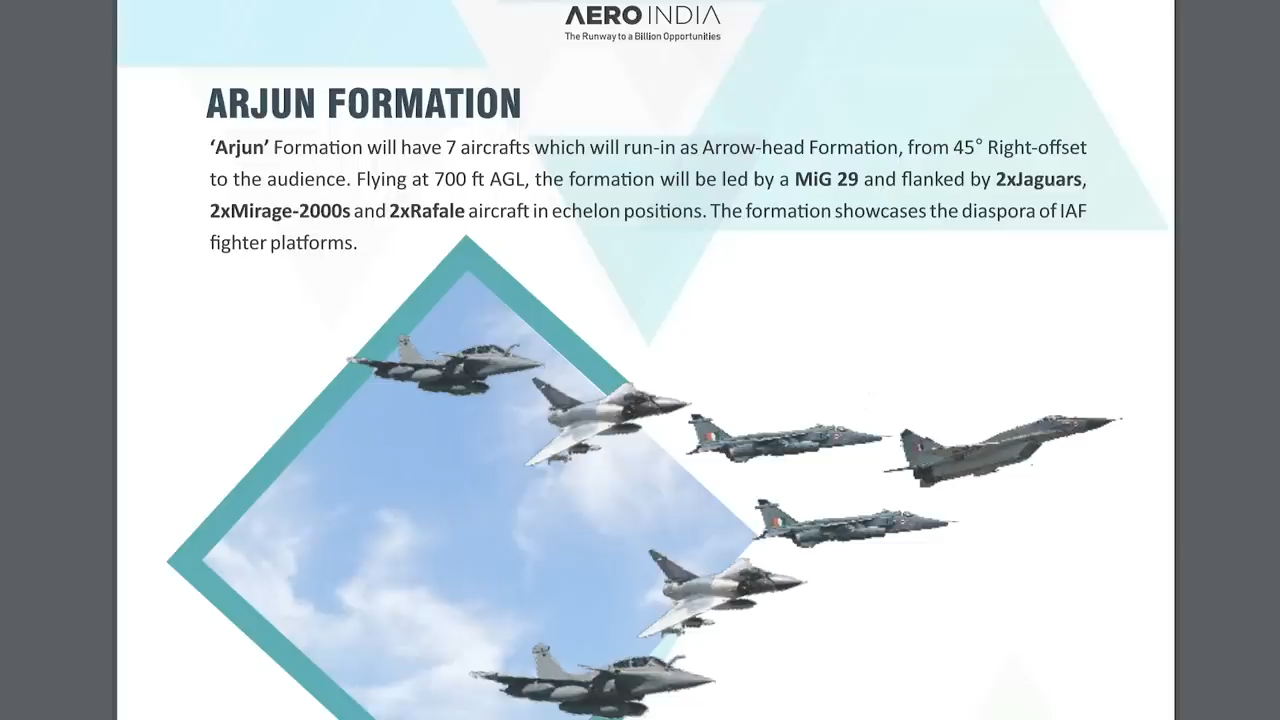 AERO INDIA
The Runway to a Billion Opportunities
ARJUN FORMATION
‘Arjun’ Formation will have 7 aircrafts which will run-in as Arrow-head Formation, from 45° Right-offset
to the audience. Flying at 700 ft AGL, the formation will be led by a MiG 29 and flanked by 2xJaguars,
2xMirage-2000s and 2xRafale aircraft in echelon positions. The formation showcases the diaspora of IAF
fighter platforms.